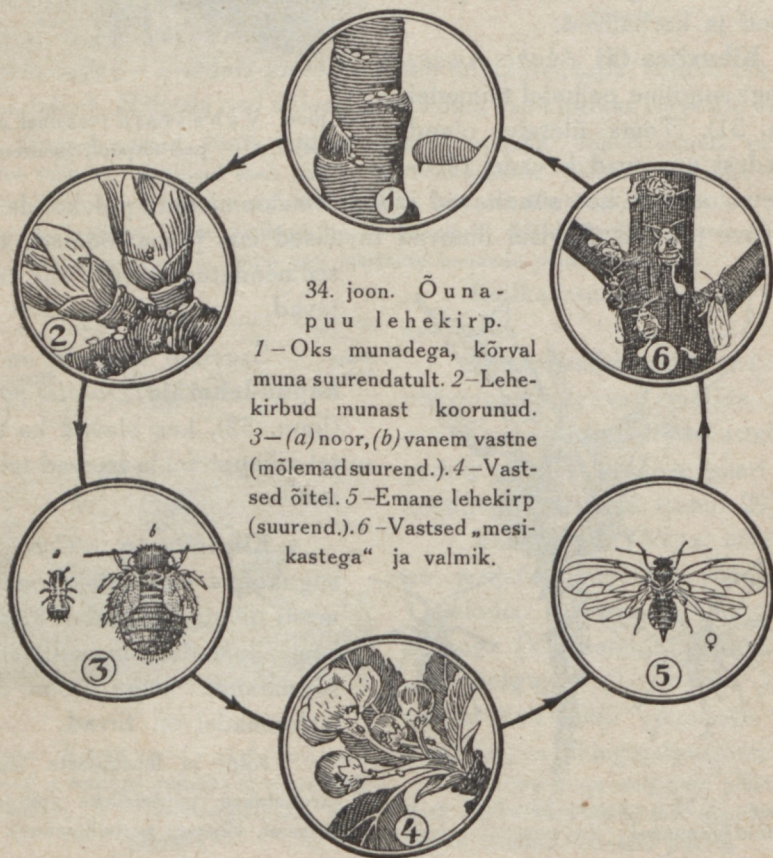 34. joon. Õuna-
puu lehekirp.
1—Oks munadega, kõrval
muna suurendatult. 2—Lehe-
kirbud munast koorunud.
3—(a) noor, (b) vanem vastne
(mõlemad suurend.). 4—Vast-
sed õitel. 5—Emane lehekirp
(suurend.). 6—Vastsed „mesi-
kastega“ ja valmik.
1
2
3
a
b
4
5
♀
6